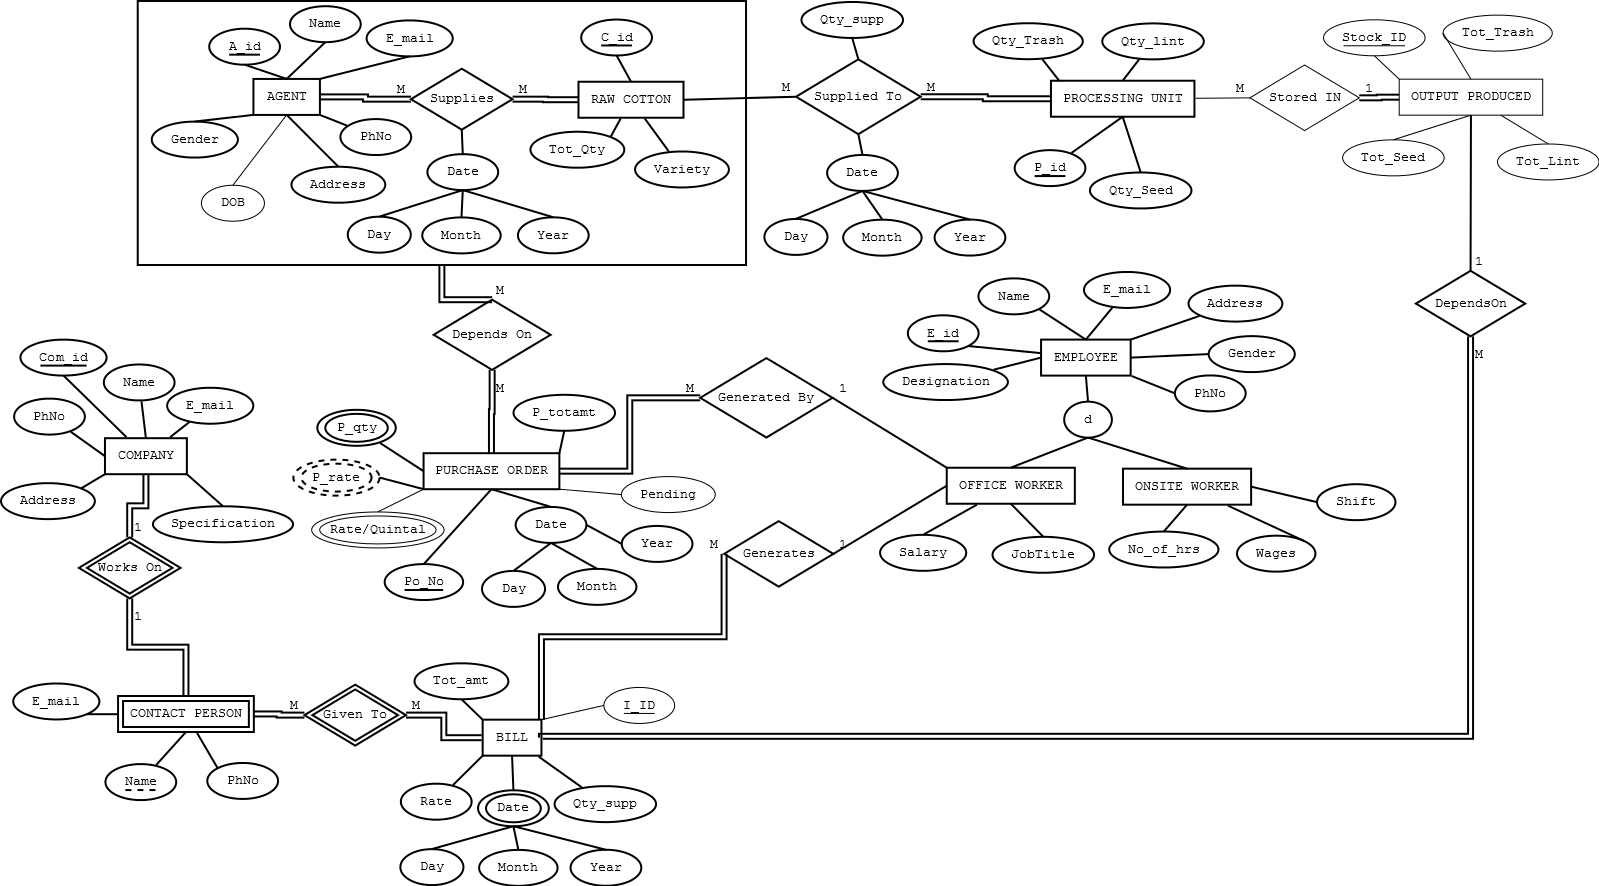 Name
Qty_supp
A_id
E_mail
C_id
Qty_Trash
Qty_lint
Stock_ID
Tot_Trash
AGENT
M
Supplies
M
RAW COTTON
M
Supplied To
M
PROCESSING UNIT
M
Stored IN
1
OUTPUT PRODUCED
Gender
PhNo
Tot_Qty
Tot_Seed
Tot_Lint
Address
Date
Variety
Date
P_id
Qty_Seed
DOB
Day
Month
Year
Day
Month
Year
1
M
Name
E_mail
Address
DependsOn
Depends On
E_id
Com_id
EMPLOYEE
Gender
M
Name
Designation
PhNo
M
M
1
E_mail
PhNo
Generated By
P_qty
P_totamt
d
COMPANY
P_rate
PURCHASE ORDER
OFFICE WORKER
ONSITE WORKER
Address
Pending
Shift
Specification
1
Rate/Quintal
Date
Year
M
Generates
1
Salary
JobTitle
No_of_hrs
Wages
Works On
Po_No
Day
Month
1
Tot_amt
E_mail
CONTACT PERSON
M
Given To
M
I_ID
BILL
Name
PhNo
Rate
Date
Qty_supp
Day
Month
Year